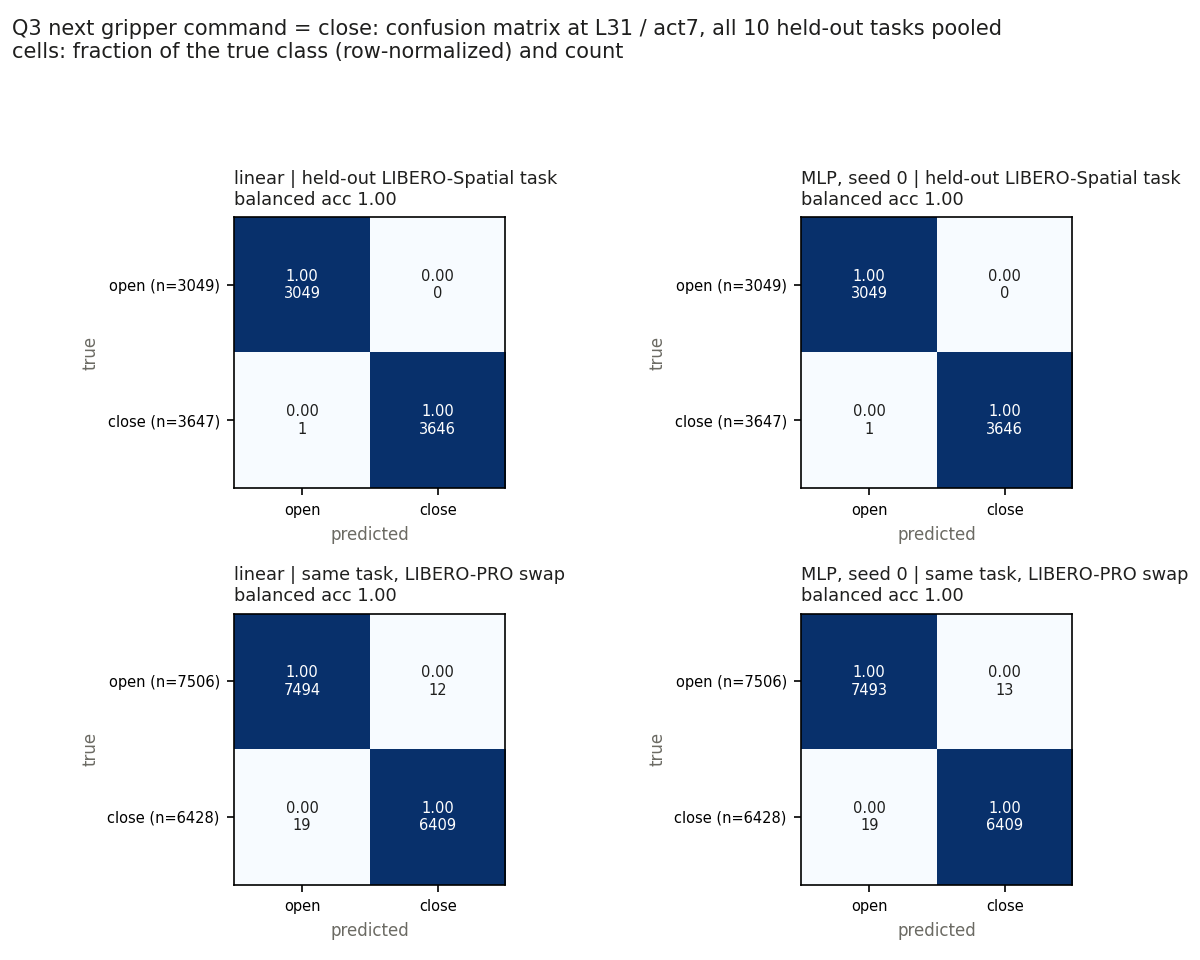 Q3 next gripper command = close: confusion matrix at L31 / act7, all 10 held-out tasks pooled
cells: fraction of the true class (row-normalized) and count
linear | held-out LIBERO-Spatial task
balanced acc 1.00
open (n=3049)
close (n=3647)
true
1.00
3049
0.00
0
0.00
1
1.00
3646
open
close
predicted
MLP, seed 0 | held-out LIBERO-Spatial task
balanced acc 1.00
open (n=3049)
close (n=3647)
true
1.00
3049
0.00
0
0.00
1
1.00
3646
open
close
predicted
linear | same task, LIBERO-PRO swap
balanced acc 1.00
open (n=7506)
close (n=6428)
true
1.00
7494
0.00
12
0.00
19
1.00
6409
open
close
predicted
MLP, seed 0 | same task, LIBERO-PRO swap
balanced acc 1.00
open (n=7506)
close (n=6428)
true
1.00
7493
0.00
13
0.00
19
1.00
6409
open
close
predicted